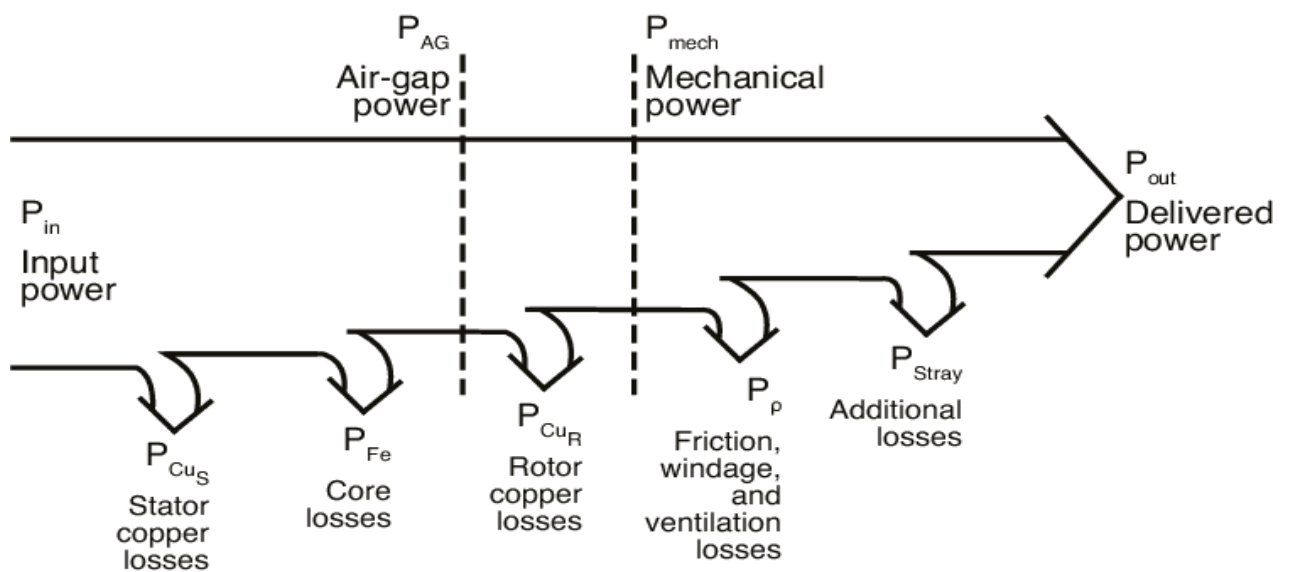 P_AG
Air-gap
power
P_mech
Mechanical
power
P_in
Input
power
P_out
Delivered
power
P_CuS
Stator
copper
losses
P_Fe
Core
losses
P_CuR
Rotor
copper
losses
P_ρ
Friction,
windage,
and
ventilation
losses
P_Stray
Additional
losses